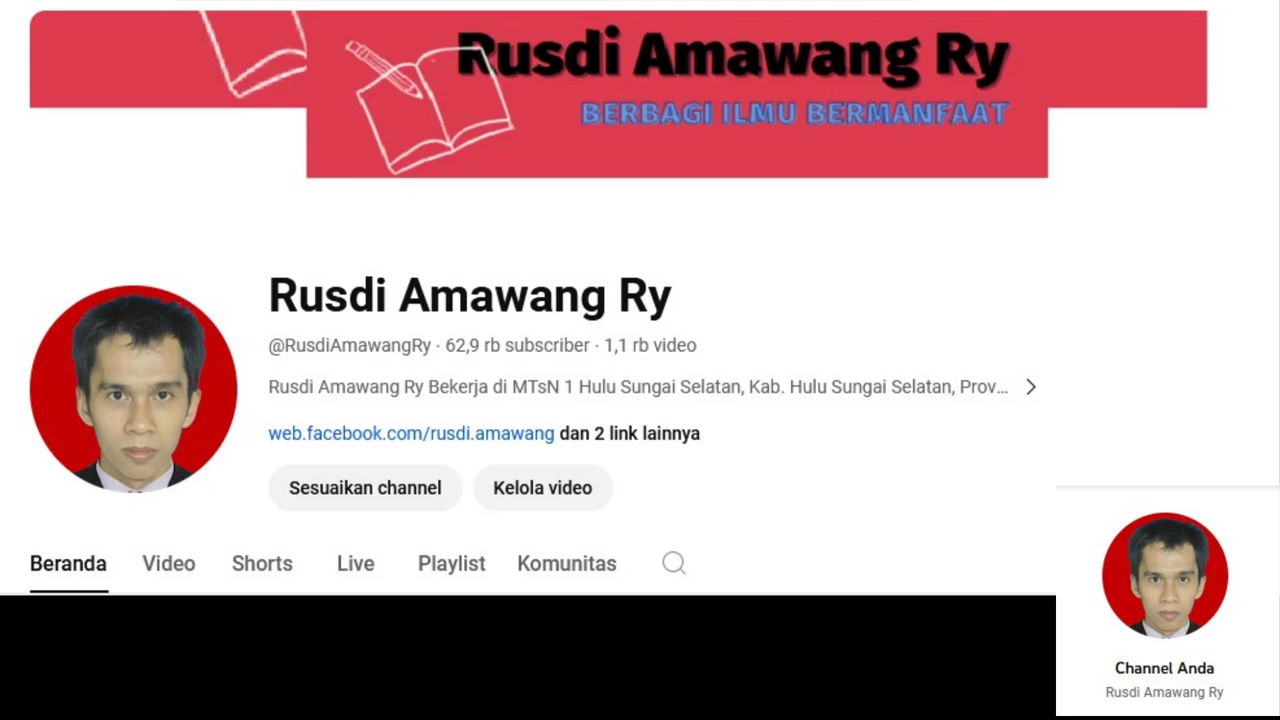 Rusdi Amawang Ry
BERBAGI ILMU BERMANFAAT
Rusdi Amawang Ry
@RusdiAmawangRy · 62,9 rb subscriber · 1,1 rb video
Rusdi Amawang Ry Bekerja di MTsN 1 Hulu Sungai Selatan, Kab. Hulu Sungai Selatan, Prov...
web.facebook.com/rusdi.amawang dan 2 link lainnya
Sesuaikan channel Kelola video
Beranda Video Shorts Live Playlist Komunitas
Channel Anda
Rusdi Amawang Ry